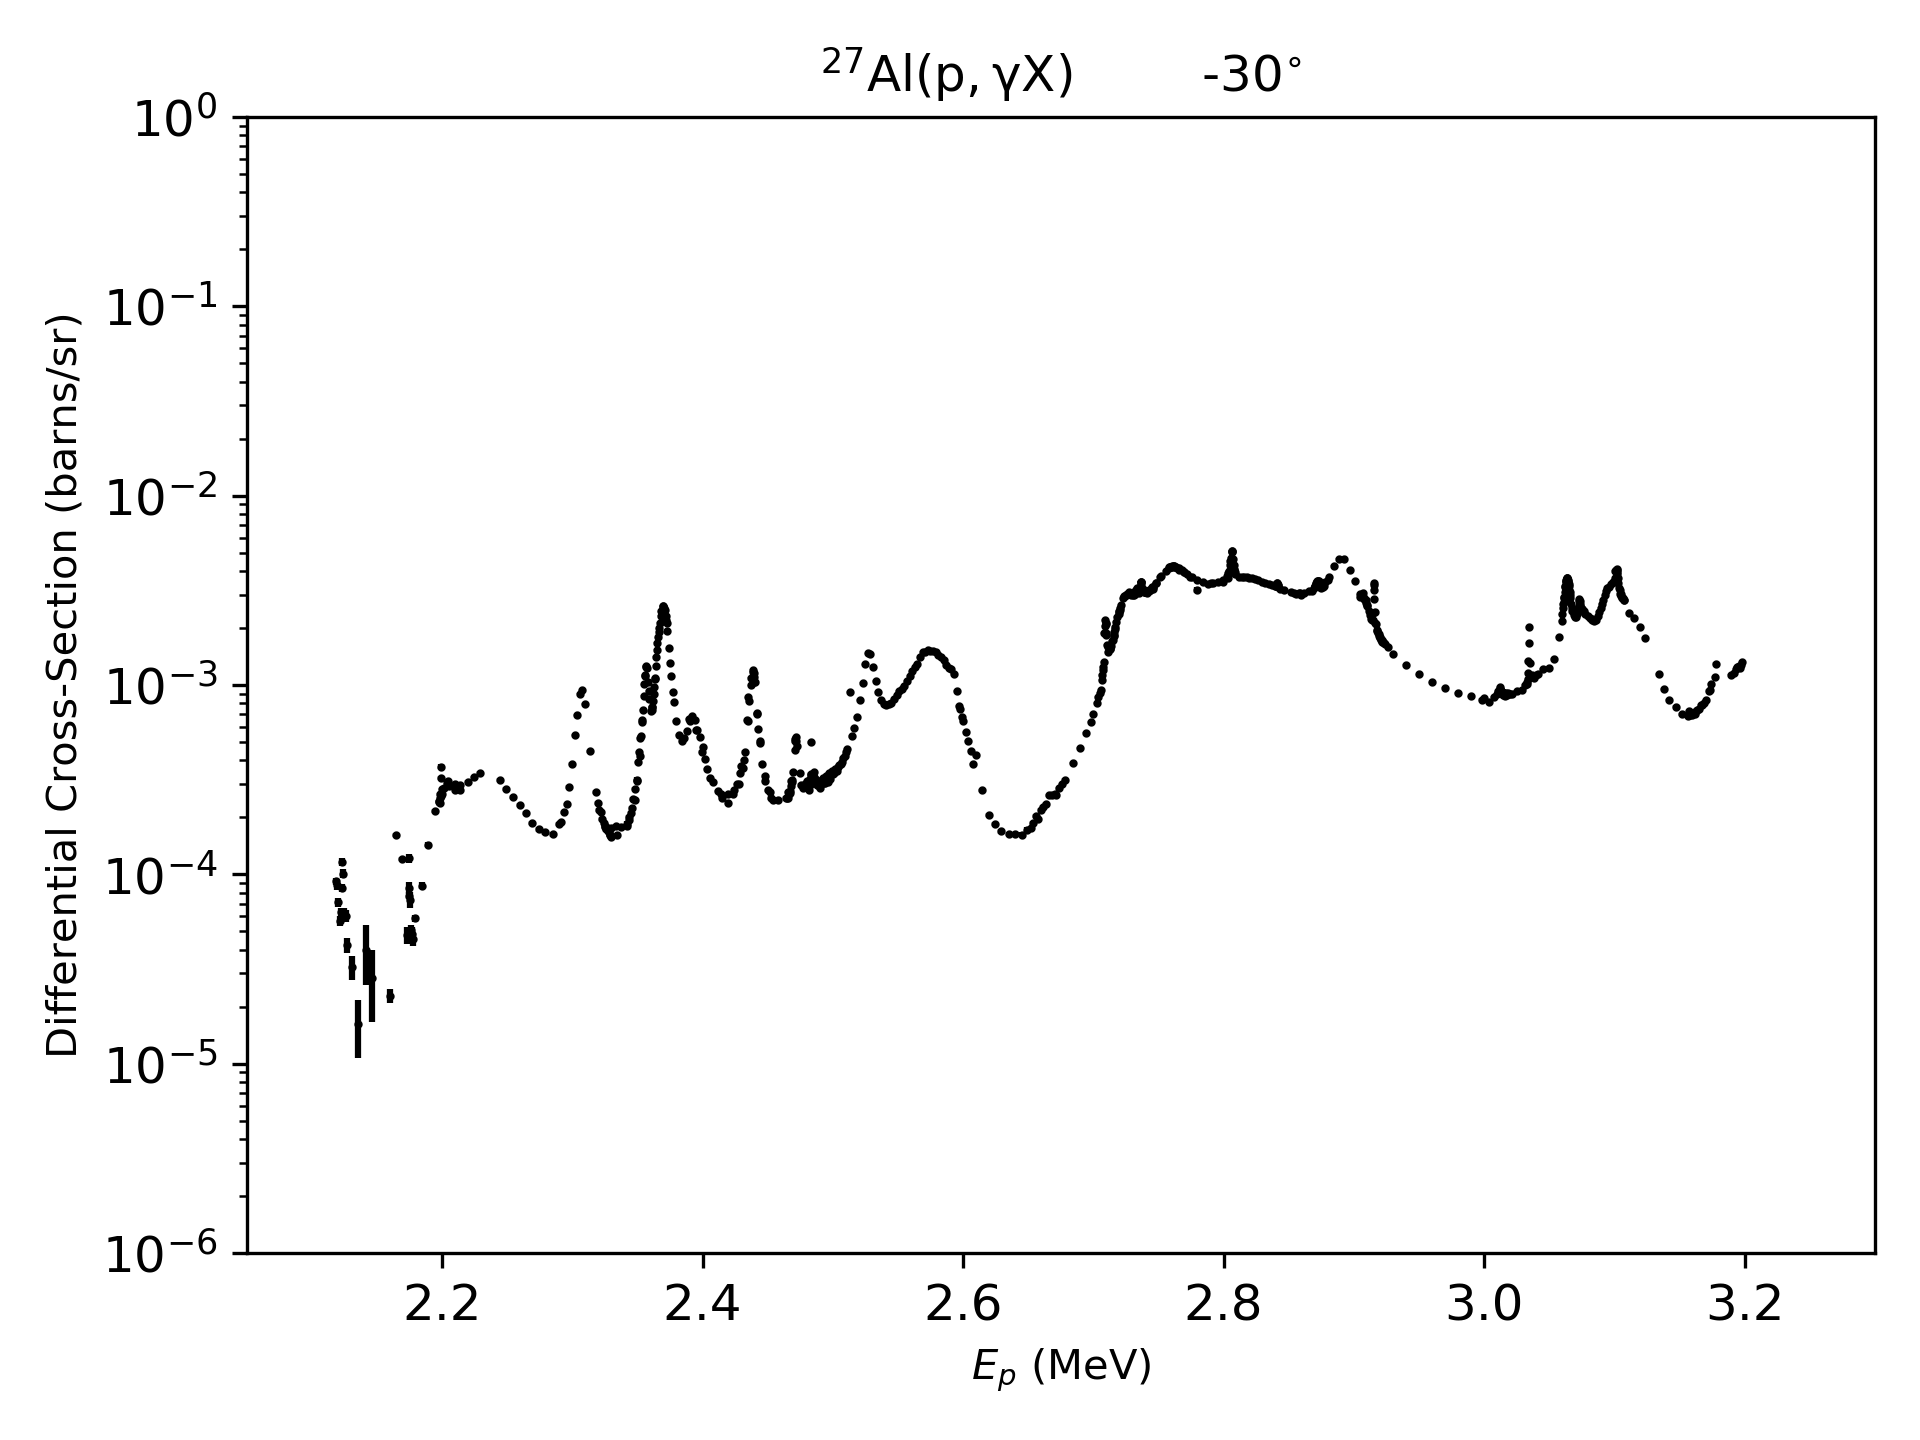 ²⁷Al(p, γX) -30°
10⁰
10⁻¹
10⁻²
10⁻³
10⁻⁴
10⁻⁵
10⁻⁶
Differential Cross-Section (barns/sr)
2.2 2.4 2.6 2.8 3.0 3.2
Eₚ (MeV)